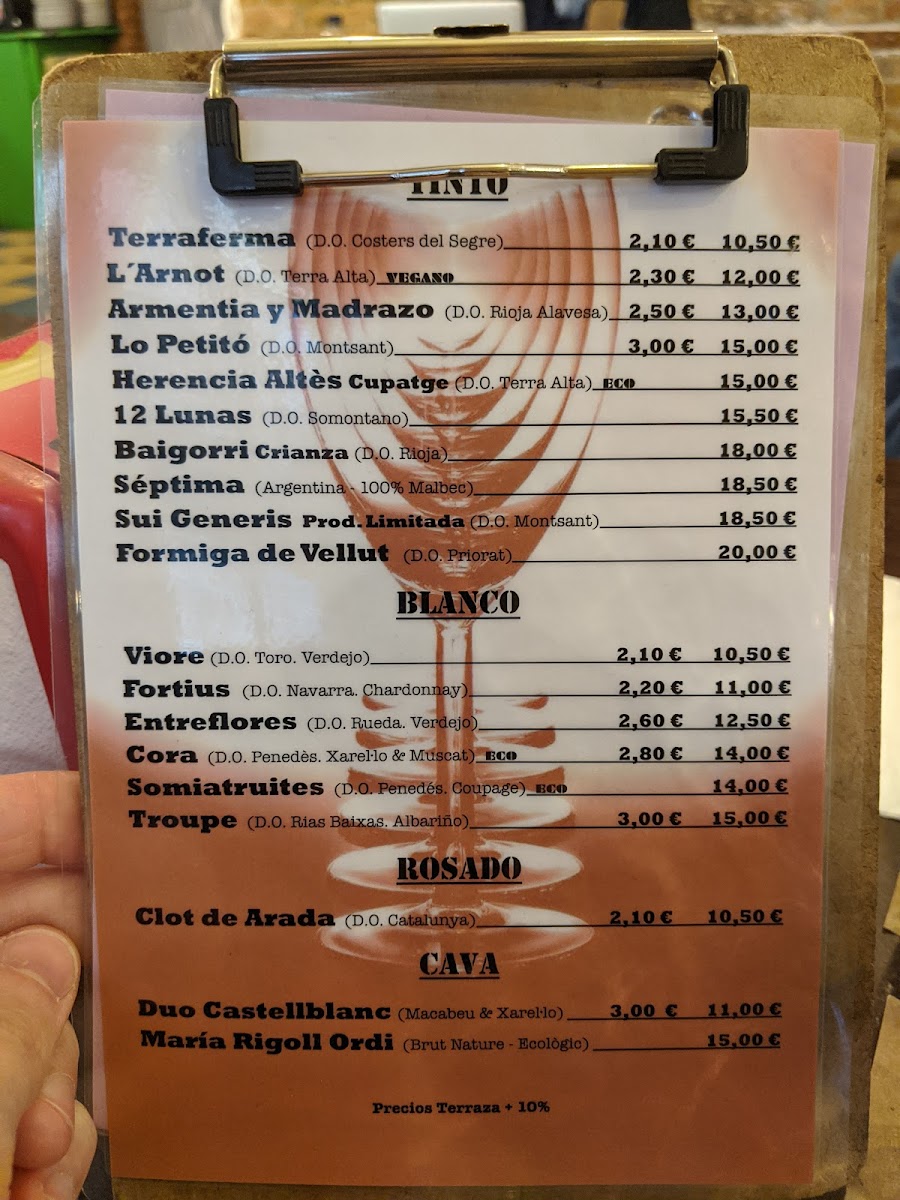 TINTO
Terraferma (D.O. Costers del Segre) 2,10 € 10,50 €
L´Arnot (D.O. Terra Alta) VEGANO 2,30 € 12,00 €
Armentia y Madrazo (D.O. Rioja Alavesa) 2,50 € 13,00 €
Lo Petitó (D.O. Montsant) 3,00 € 15,00 €
Herencia Altès Cupatge (D.O. Terra Alta) ECO 15,00 €
12 Lunas (D.O. Somontano) 15,50 €
Baigorri Crianza (D.O. Rioja) 18,00 €
Séptima (Argentina - 100% Malbec) 18,50 €
Sui Generis Prod. Limitada (D.O. Montsant) 18,50 €
Formiga de Vellut (D.O. Priorat) 20,00 €
BLANCO
Viore (D.O. Toro. Verdejo) 2,10 € 10,50 €
Fortius (D.O. Navarra. Chardonnay) 2,20 € 11,00 €
Entreflores (D.O. Rueda. Verdejo) 2,60 € 12,50 €
Cora (D.O. Penedès. Xarel·lo & Muscat) ECO 2,80 € 14,00 €
Somiatruites (D.O. Penedés. Coupage) ECO 14,00 €
Troupe (D.O. Rias Baixas. Albariño) 3,00 € 15,00 €
ROSADO
Clot de Arada (D.O. Catalunya) 2,10 € 10,50 €
CAVA
Duo Castellblanc (Macabeu & Xarel·lo) 3,00 € 11,00 €
María Rigoll Ordi (Brut Nature - Ecològic) 15,00 €
Precios Terraza + 10%